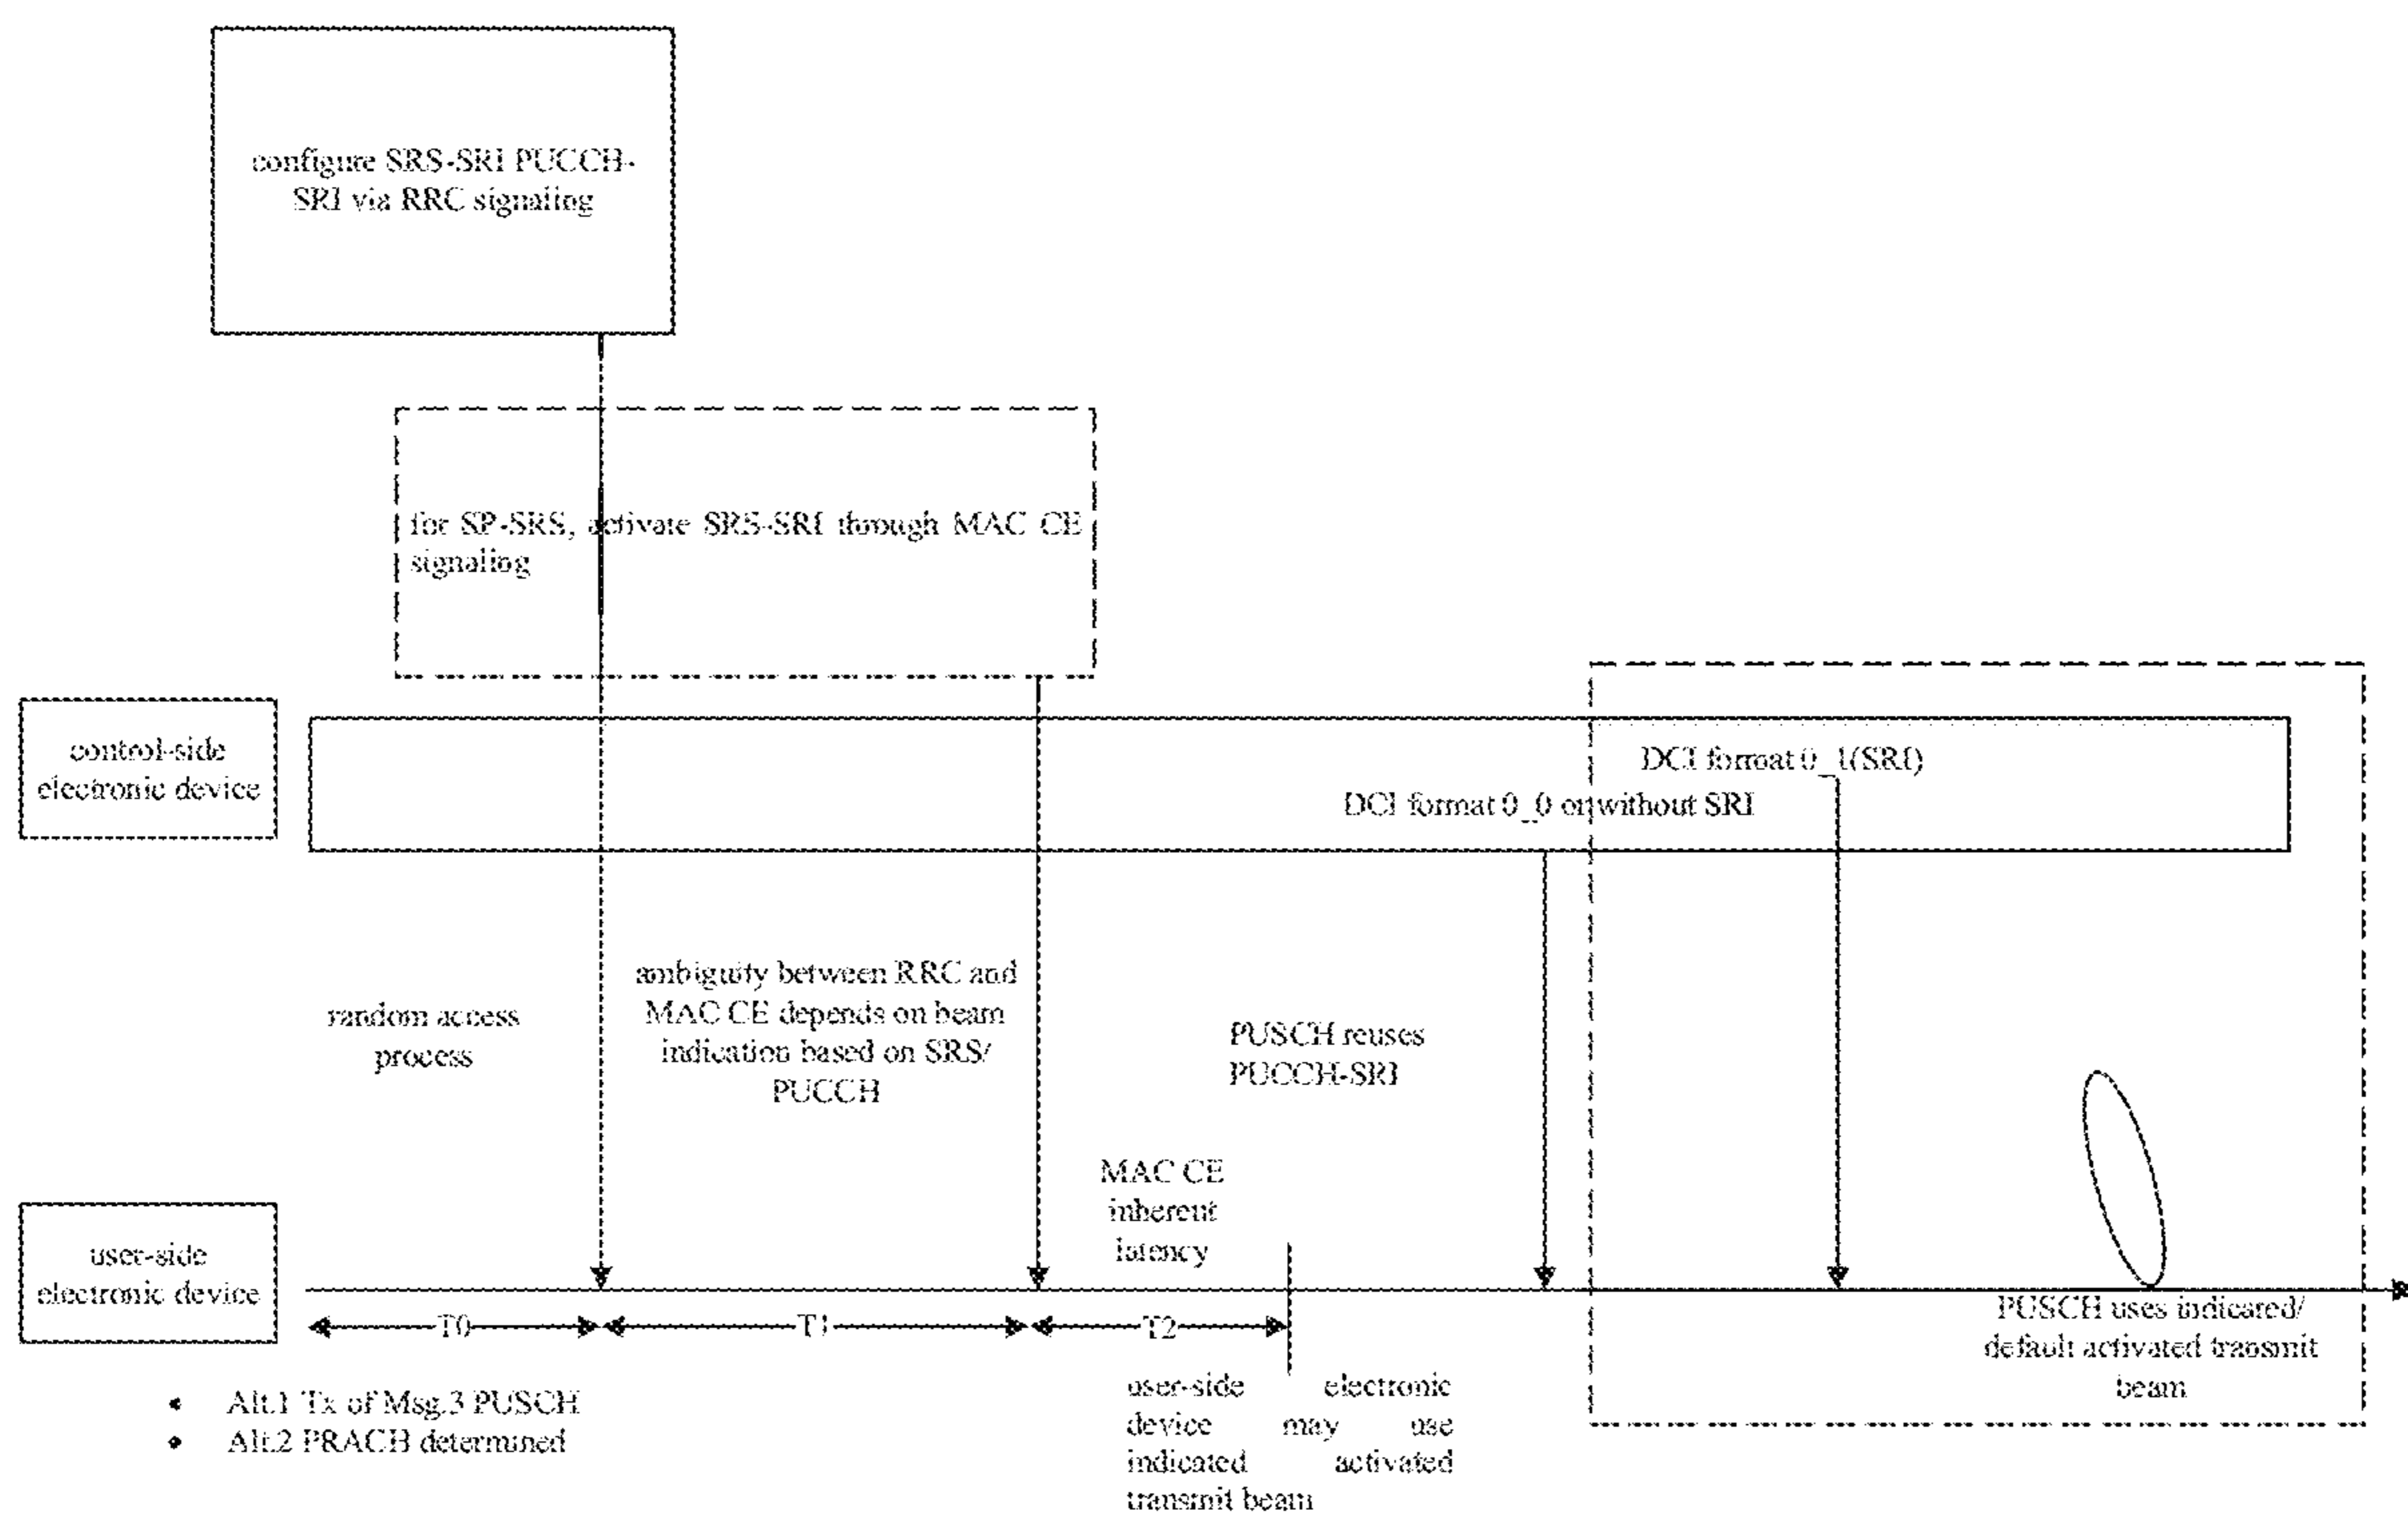 configure SRS-SRI PUCCH-
SRI via RRC signaling
for SP-SRS, activate SRS-SRI through MAC CE
signaling
control-side
electronic device
DCI format 0_1(SRI)
DCI format 0_0 or without SRI
random access
process
ambiguity between RRC and
MAC CE depends on beam
indication based on SRS/
PUCCH
PUSCH reuses
PUCCH-SRI
MAC CE
inherent
latency
user-side
electronic device
T0
T1
T2
PUSCH uses indicared/
default activated transmit
beam
• Alt.1 Tx of Msg.3 PUSCH
• Alt.2 PRACH determined
user-side electronic
device may use
indicated activated
transmit beam